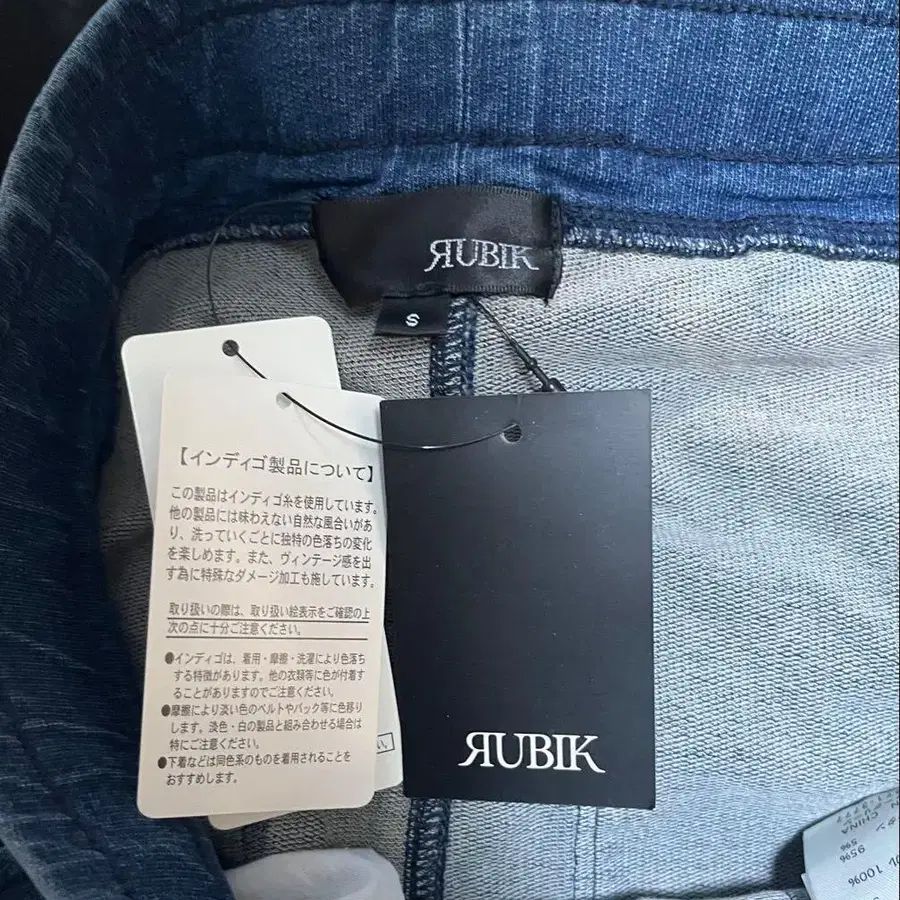 ЯUBIK
S
【インディゴ製品について】
この製品はインディゴ糸を使用しています。
他の製品には味わえない自然な風合いがあ
り、洗っていくごとに独特の色落ちの変化
を楽しめます。また、ヴィンテージ感を出
す為に特殊なダメージ加工も施しています。
取り扱いの際は、取り扱い絵表示をご確認の上
次の点に十分ご注意ください。
●インディゴは、着用・摩擦・洗濯により色落ち
する特徴があります。他の衣類等に色が付着す
ることがありますのでご注意ください。
●摩擦により淡い色のベルトやバック等に色移り
します。淡色・白の製品と組み合わせる場合は
特にご注意ください。
●下着などは同色系のものを着用されることを
おすすめします。
い。
ЯUBIK
CHINA
5%
95%
100%